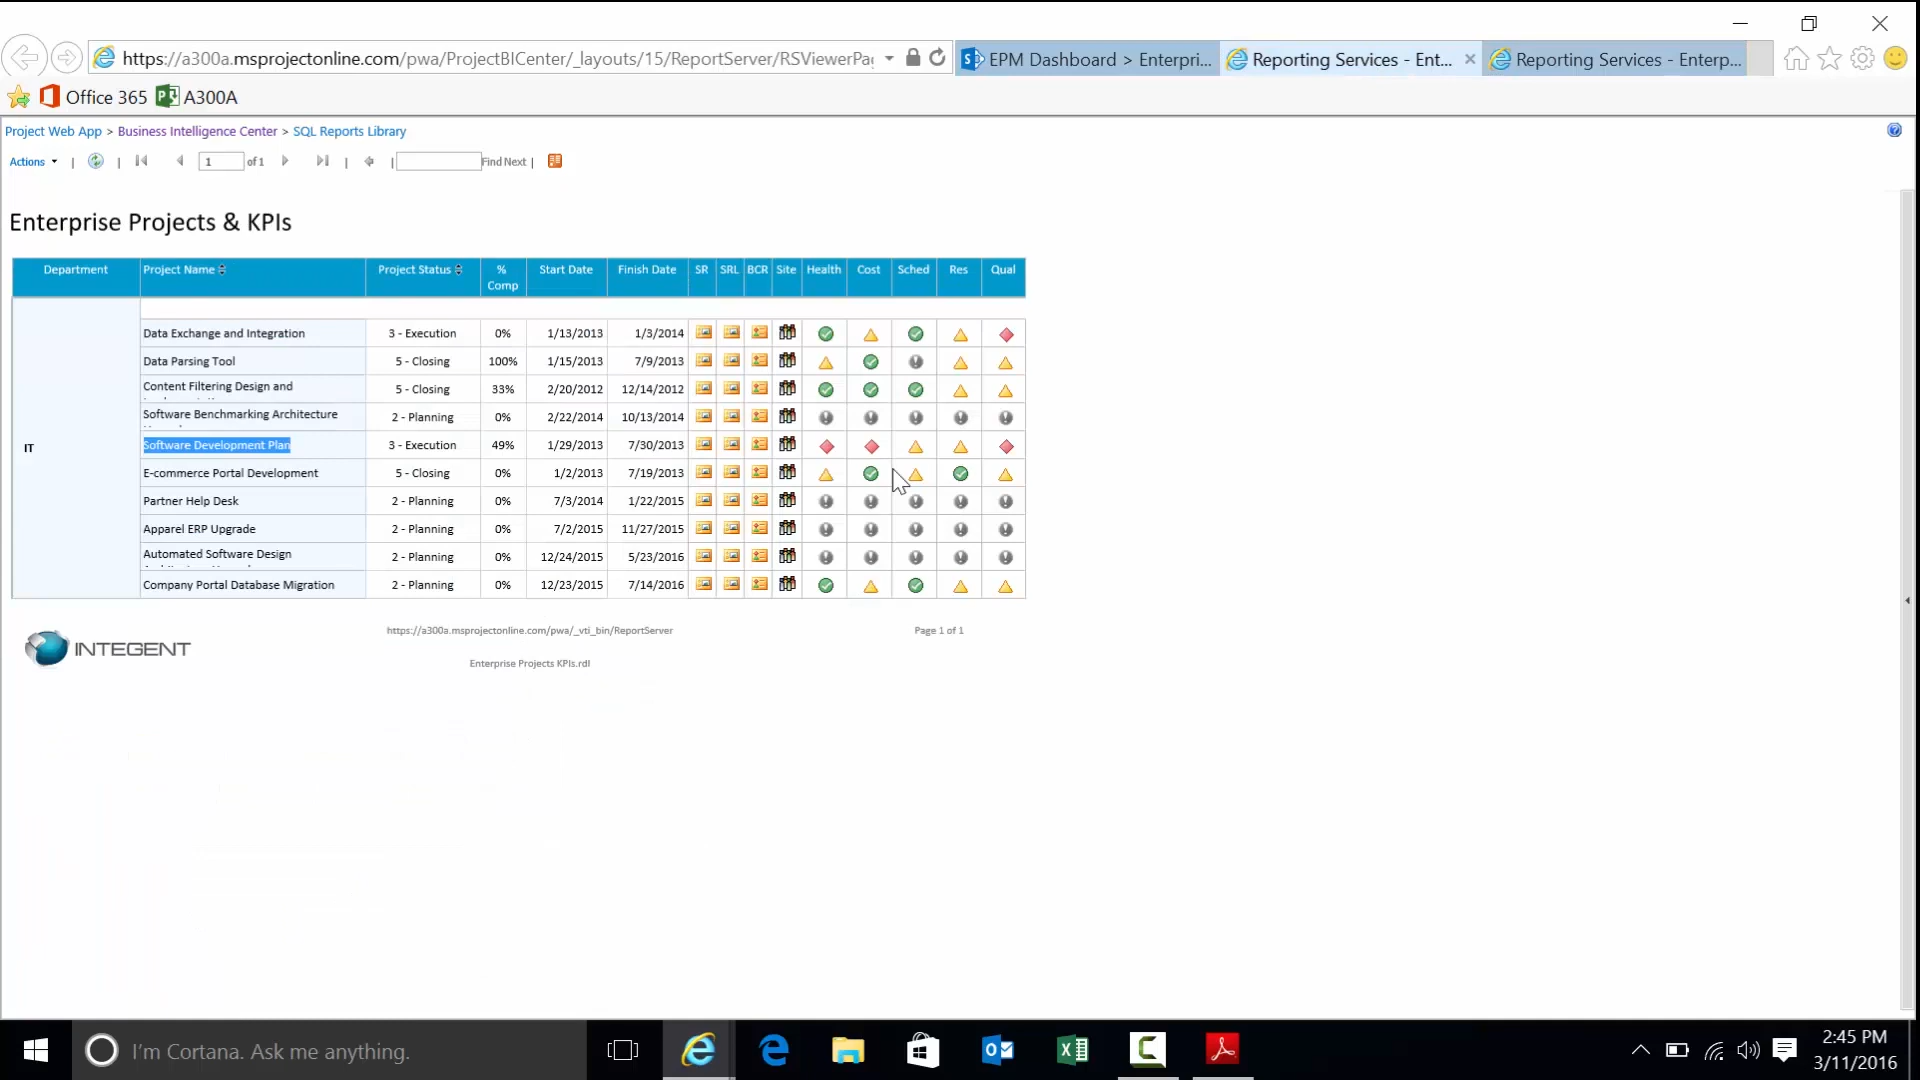 https://a300a.msprojectonline.com/pwa/ProjectBICenter/_layouts/15/ReportServer/RSViewerPa
EPM Dashboard > Enterpri...
Reporting Services - Ent...
Reporting Services - Enterp...
Office 365
A300A
Project Web App > Business Intelligence Center > SQL Reports Library
Actions | | 1 of 1 | | Find Next |
Enterprise Projects & KPIs
Department Project Name Project Status % Comp Start Date Finish Date SR SRL BCR Site Health Cost Sched Res Qual
IT
Data Exchange and Integration 3 - Execution 0% 1/13/2013 1/3/2014
Data Parsing Tool 5 - Closing 100% 1/15/2013 7/9/2013
Content Filtering Design and 5 - Closing 33% 2/20/2012 12/14/2012
Software Benchmarking Architecture 2 - Planning 0% 2/22/2014 10/13/2014
Software Development Plan 3 - Execution 49% 1/29/2013 7/30/2013
E-commerce Portal Development 5 - Closing 0% 1/2/2013 7/19/2013
Partner Help Desk 2 - Planning 0% 7/3/2014 1/22/2015
Apparel ERP Upgrade 2 - Planning 0% 7/2/2015 11/27/2015
Automated Software Design 2 - Planning 0% 12/24/2015 5/23/2016
Company Portal Database Migration 2 - Planning 0% 12/23/2015 7/14/2016
INTEGENT
https://a300a.msprojectonline.com/pwa/_vti_bin/ReportServer
Page 1 of 1
Enterprise Projects KPIs.rdl
I'm Cortana. Ask me anything.
2:45 PM
3/11/2016